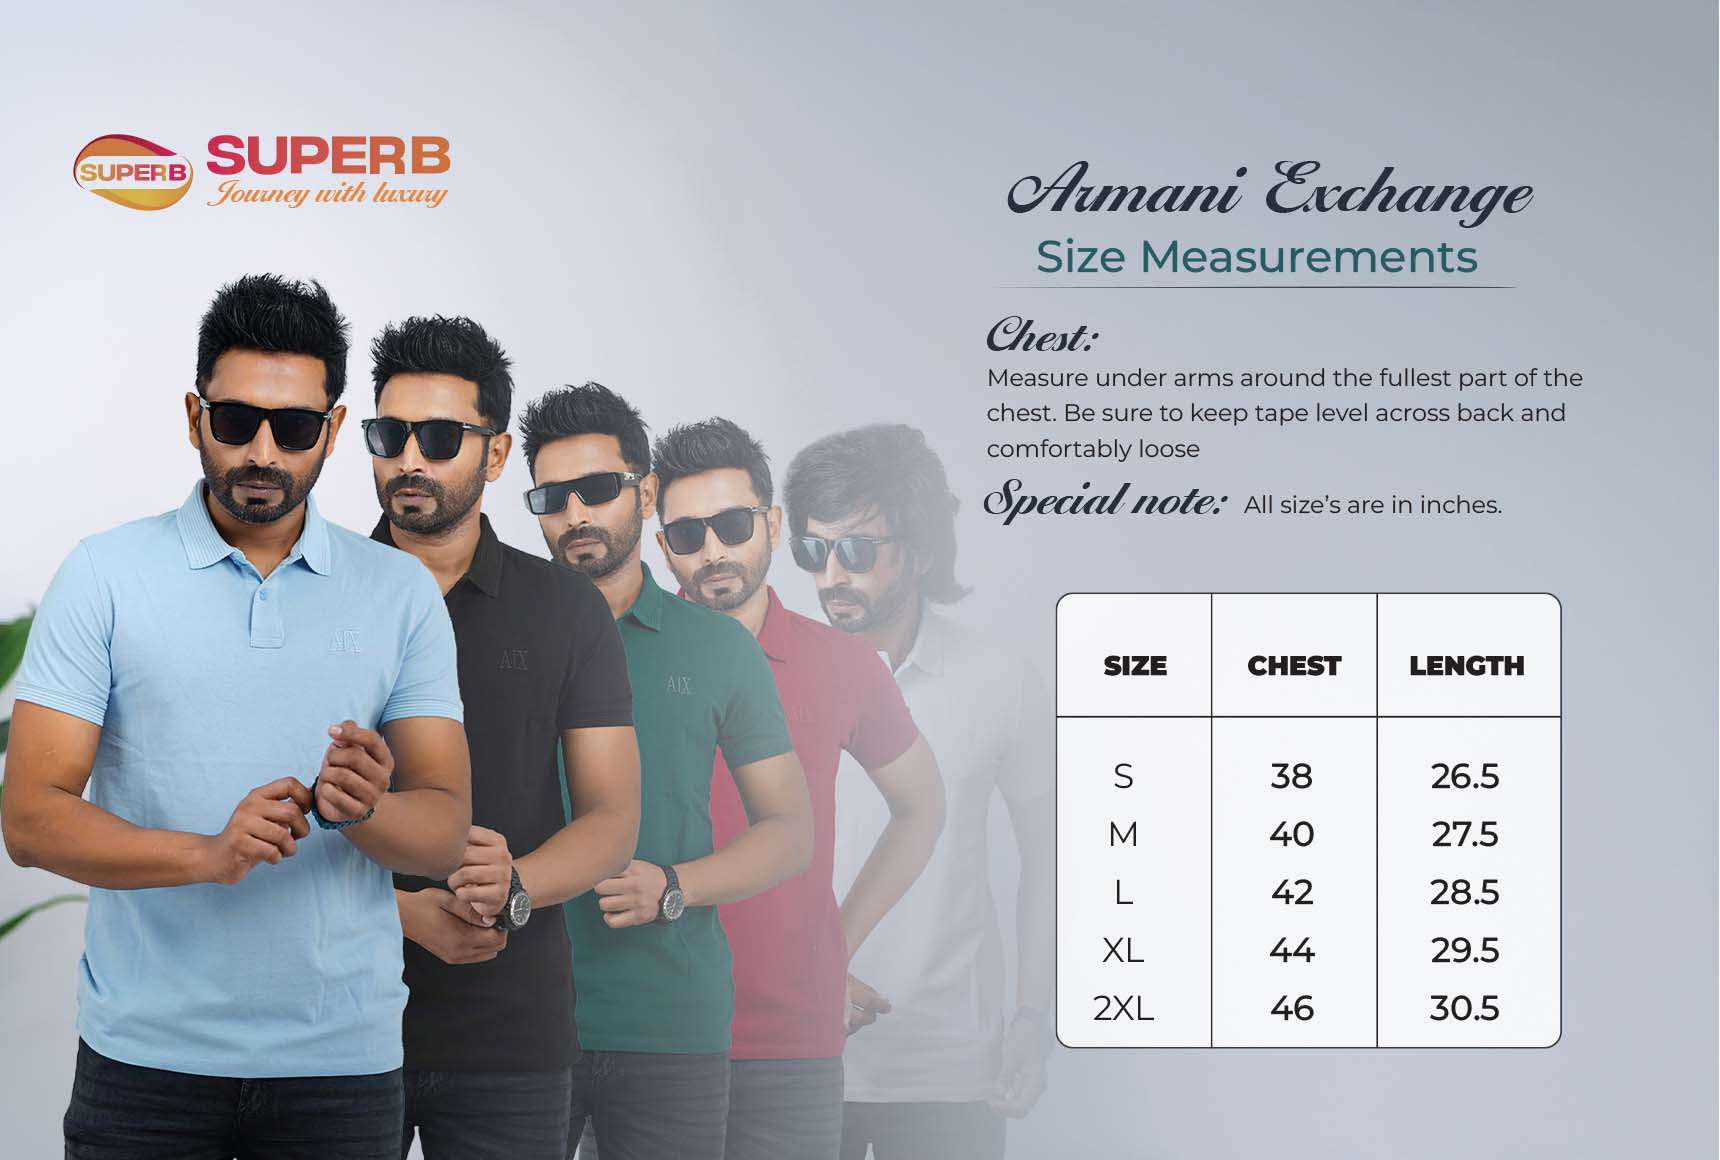 SUPERB
SUPERB
Journey with luxury
Armani Exchange
Size Measurements
Chest:
Measure under arms around the fullest part of the
chest. Be sure to keep tape level across back and
comfortably loose
Special note: All size’s are in inches.
A|X
A|X
A|X
SIZE CHEST LENGTH
S 38 26.5
M 40 27.5
L 42 28.5
XL 44 29.5
2XL 46 30.5